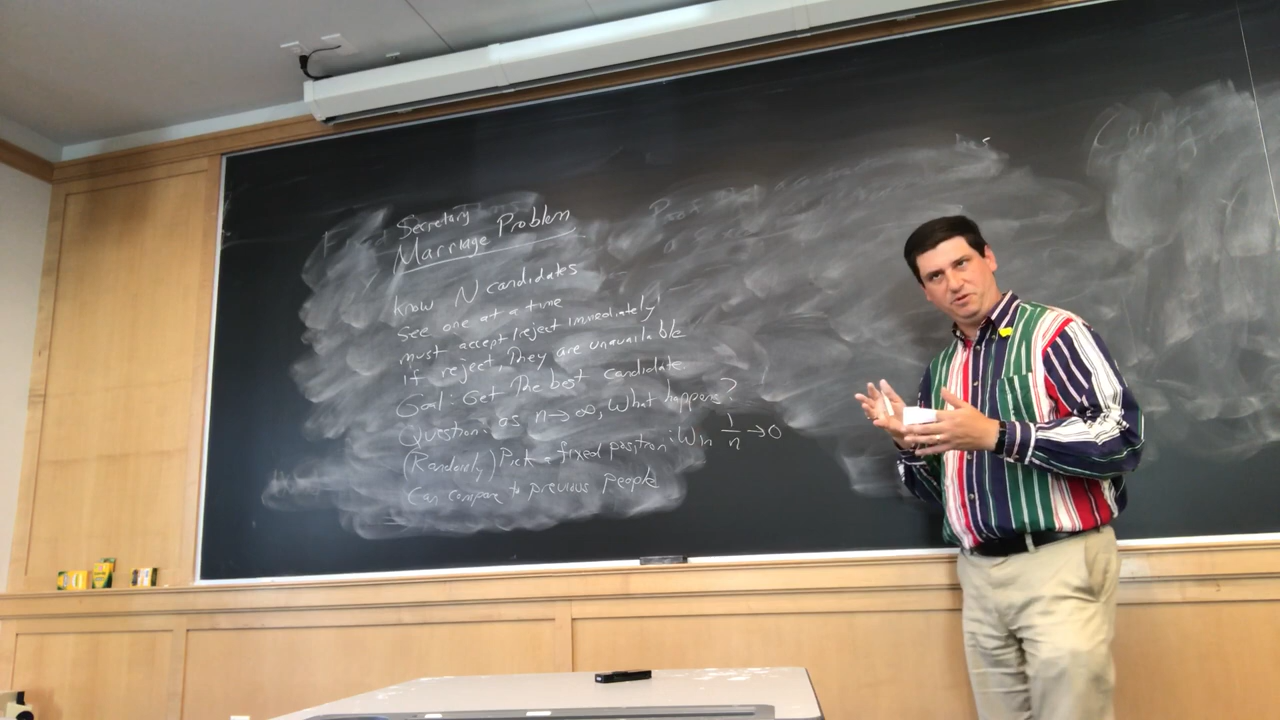 Secretary
Marriage Problem
Know N candidates
see one at a time
must accept/reject immediately
if reject, They are unavailable
Goal: Get The best candidate.
Question: as n→∞, What happens?
(Randomly) Pick a fixed position: Win 1/n →0
Can compare to previous people
Proof